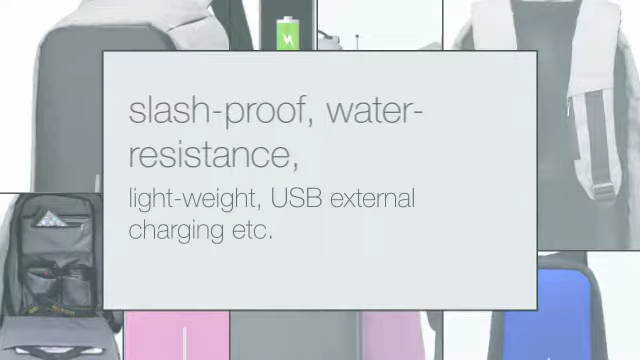 slash-proof, water-
resistance,
light-weight, USB external
charging etc.